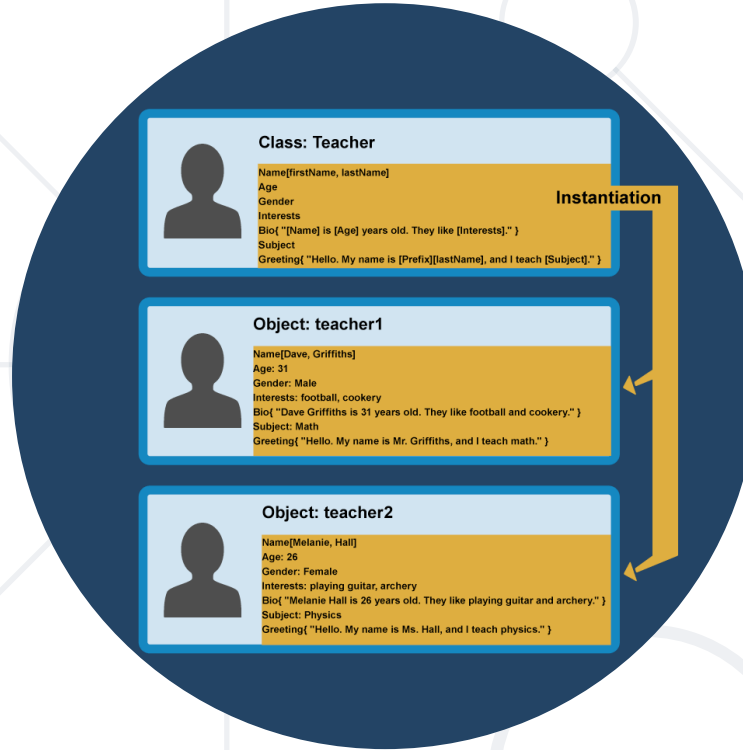 Class: Teacher
Name[firstName, lastName]
Age
Gender
Interests
Bio{ "[Name] is [Age] years old. They like [Interests]." }
Subject
Greeting{ "Hello. My name is [Prefix][lastName], and I teach [Subject]." }
Instantiation
Object: teacher1
Name[Dave, Griffiths]
Age: 31
Gender: Male
Interests: football, cookery
Bio{ "Dave Griffiths is 31 years old. They like football and cookery." }
Subject: Math
Greeting{ "Hello. My name is Mr. Griffiths, and I teach math." }
Object: teacher2
Name[Melanie, Hall]
Age: 26
Gender: Female
Interests: playing guitar, archery
Bio{ "Melanie Hall is 26 years old. They like playing guitar and archery." }
Subject: Physics
Greeting{ "Hello. My name is Ms. Hall, and I teach physics." }